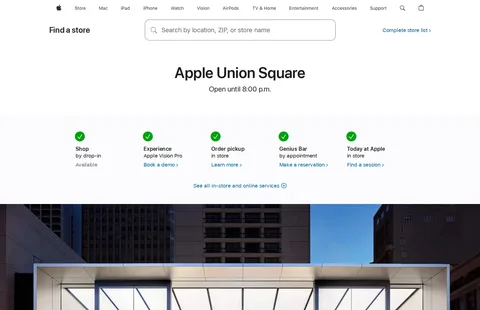 Store Mac iPad iPhone Watch Vision AirPods TV & Home Entertainment Accessories Support
Find a store
Search by location, ZIP, or store name
Complete store list ›
Apple Union Square
Open until 8:00 p.m.
Shop
by drop-in
Available
Experience
Apple Vision Pro
Book a demo ›
Order pickup
in store
Learn more ›
Genius Bar
by appointment
Make a reservation ›
Today at Apple
in store
Find a session ›
See all in-store and online services